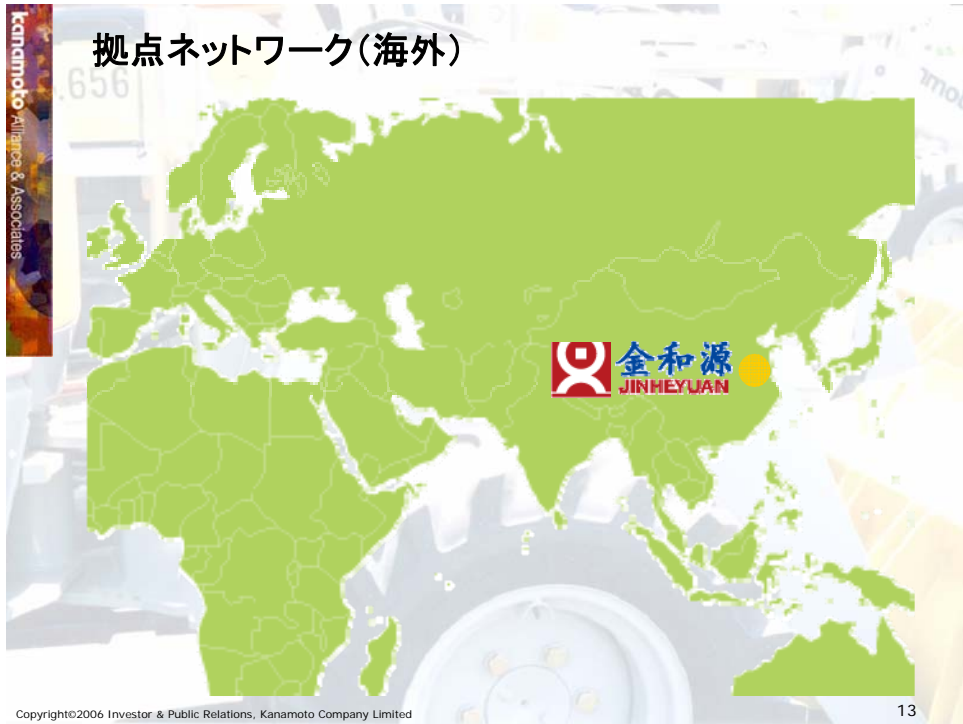 kanamoto Alliance & Associates
拠点ネットワーク(海外)
.656
金和源
JINHEYUAN
Copyright©2006 Investor & Public Relations, Kanamoto Company Limited
13